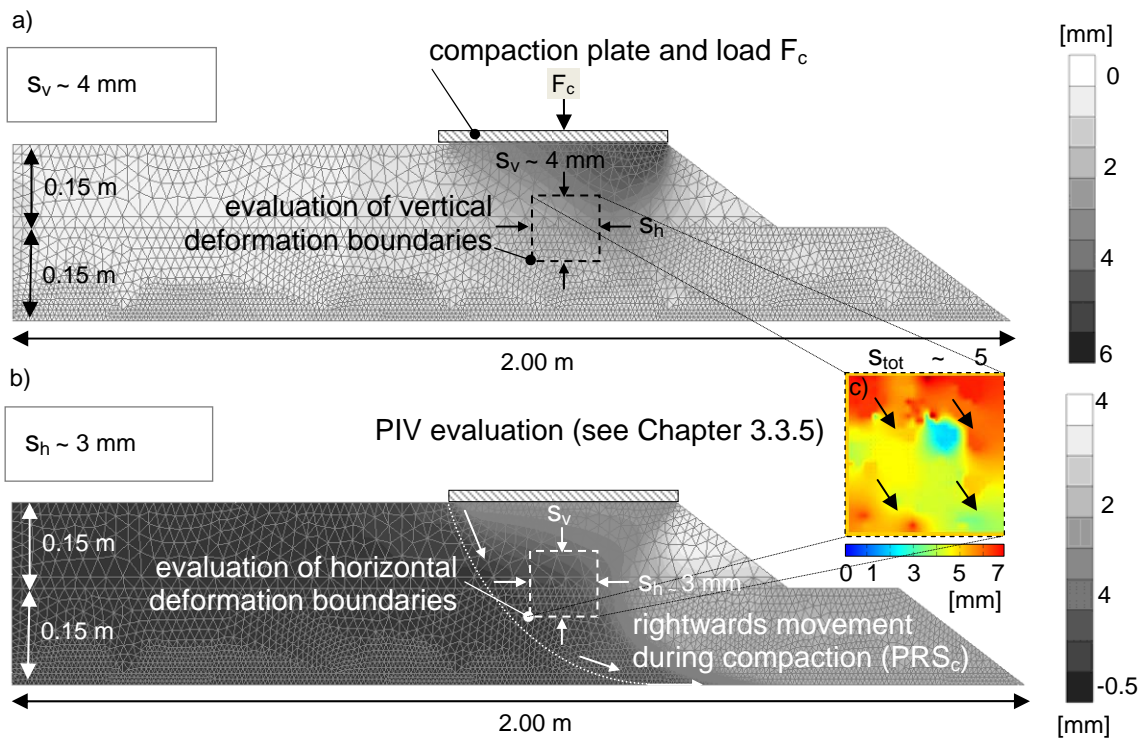 a)
[mm]
compaction plate and load Fc
sv ~ 4 mm
Fc
0
sv ~ 4 mm
0.15 m
2
evaluation of vertical
deformation boundaries
sh
4
0.15 m
6
2.00 m
stot ~ 5
b)
c)
4
sh ~ 3 mm
PIV evaluation (see Chapter 3.3.5)
2
sv
0.15 m
evaluation of horizontal
deformation boundaries
sh ~ 3 mm
0 1 3 5 7
[mm]
4
0.15 m
rightwards movement
during compaction (PRSc)
-0.5
2.00 m
[mm]